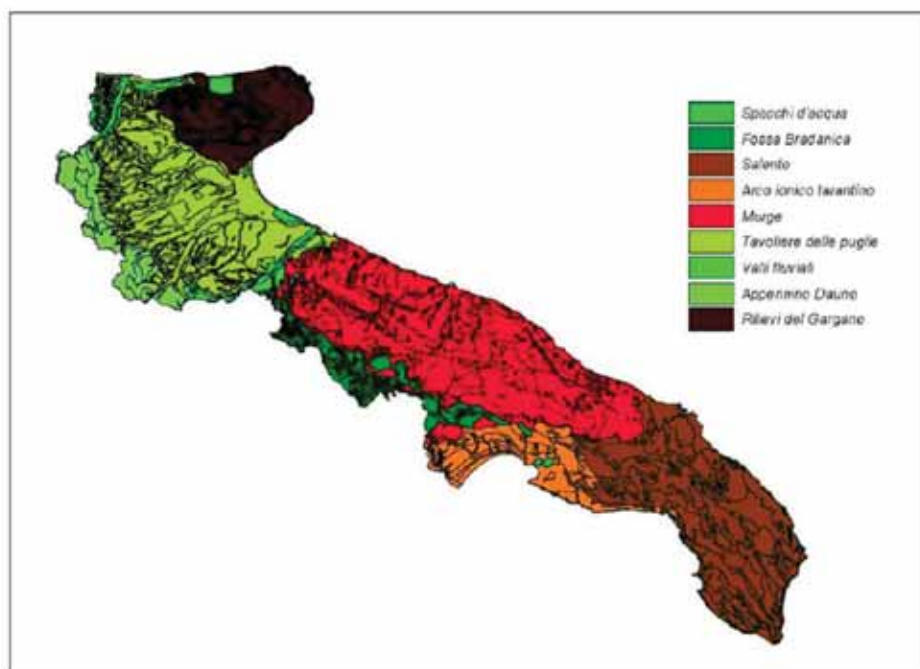 Specchi d'acqua
Fossa Bradanica
Salento
Arco ionico tarantino
Murge
Tavoliere delle puglie
Valli fluviali
Appennino Dauno
Rilievi del Gargano